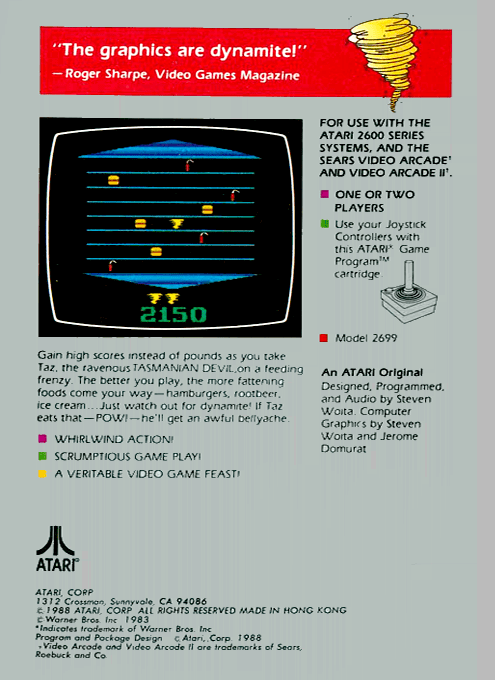 "The graphics are dynamite!"
—Roger Sharpe, Video Games Magazine
FOR USE WITH THE
ATARI 2600 SERIES
SYSTEMS, AND THE
SEARS VIDEO ARCADE†
AND VIDEO ARCADE II†.
ONE OR TWO
PLAYERS
Use your Joystick
Controllers with
this ATARI® Game
Program™
cartridge
Model 2699
An ATARI Original
Designed, Programmed,
and Audio by Steven
Woita. Computer
Graphics by Steven
Woita and Jerome
Domurat
2150
Gain high scores instead of pounds as you take
Taz, the ravenous TASMANIAN DEVIL,on a feeding
frenzy. The better you play, the more fattening
foods come your way—hamburgers, rootbeer,
ice cream...Just watch out for dynamite! If Taz
eats that—POW!—he'll get an awful bellyache.
WHIRLWIND ACTION!
SCRUMPTIOUS GAME PLAY!
A VERITABLE VIDEO GAME FEAST!
ATARI®
ATARI, CORP
1312 Crossman, Sunnyvale, CA 94086
© 1988 ATARI, CORP ALL RIGHTS RESERVED MADE IN HONG KONG
© Warner Bros. Inc 1983
*Indicates trademark of Warner Bros. Inc
Program and Package Design © Atari, Corp. 1988
†Video Arcade and Video Arcade II are trademarks of Sears,
Roebuck and Co.